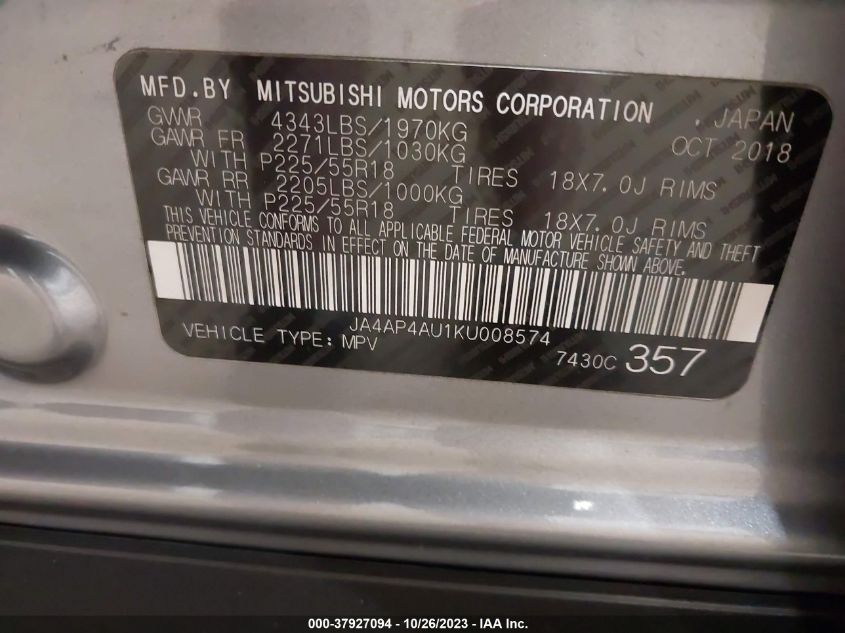 MFD.BY MITSUBISHI MOTORS CORPORATION . JAPAN
GVWR 4343LBS/1970KG OCT 2018
GAWR FR 2271LBS/1030KG
WITH P225/55R18 TIRES 18X7.0J RIMS
GAWR RR 2205LBS/1000KG
WITH P225/55R18 TIRES 18X7.0J RIMS
THIS VEHICLE CONFORMS TO ALL APPLICABLE FEDERAL MOTOR VEHICLE SAFETY AND THEFT
PREVENTION STANDARDS IN EFFECT ON THE DATE OF MANUFACTURE SHOWN ABOVE.
JA4AP4AU1KU008574
VEHICLE TYPE: MPV
7430C 357
000-37927094 - 10/26/2023 - IAA Inc.